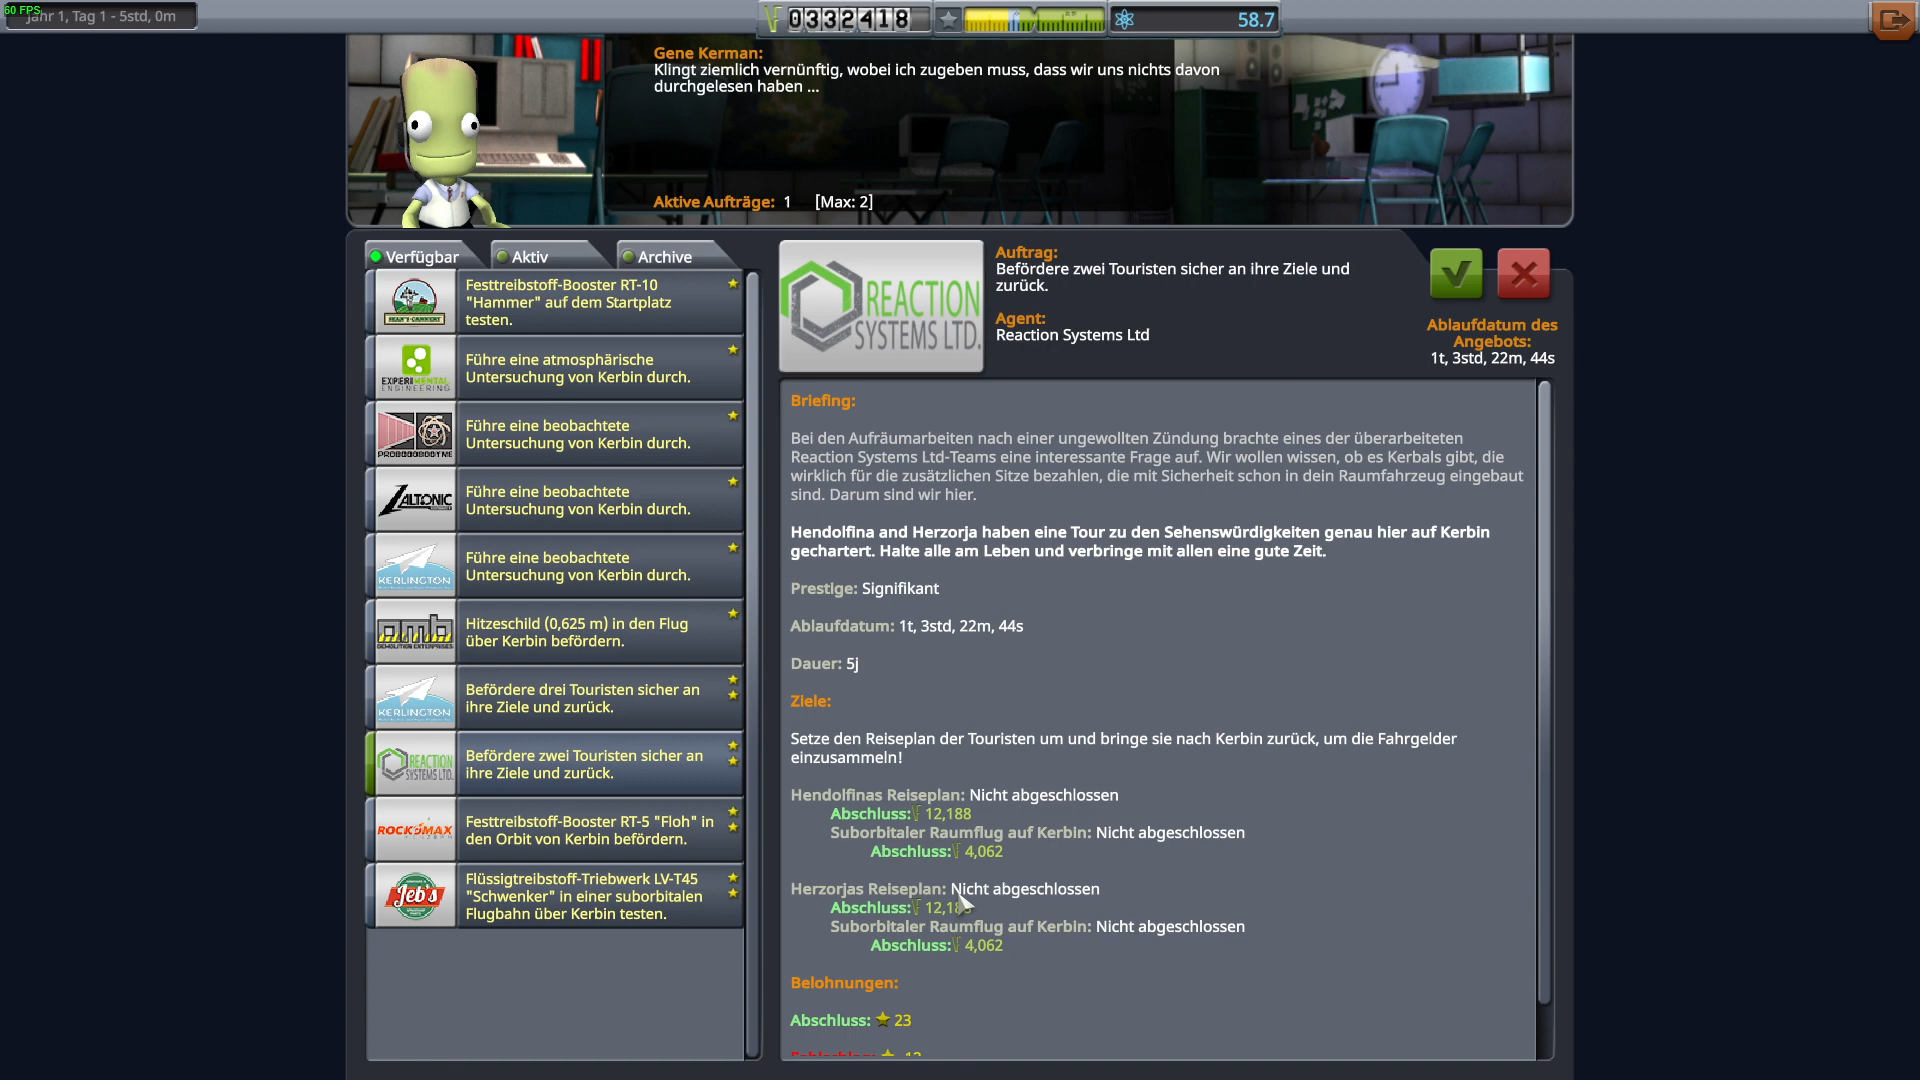 60 FPS
Jahr 1, Tag 1 - 5std, 0m
0332418
58.7
Gene Kerman:
Klingt ziemlich vernünftig, wobei ich zugeben muss, dass wir uns nichts davon
durchgelesen haben ...
Aktive Aufträge: 1 [Max: 2]
Verfügbar
Aktiv
Archive
Festtreibstoff-Booster RT-10
"Hammer" auf dem Startplatz
testen.
EXPERIMENTAL
ENGINEERING
Führe eine atmosphärische
Untersuchung von Kerbin durch.
PROBODOBODYNE
Führe eine beobachtete
Untersuchung von Kerbin durch.
ZALTONIC
Führe eine beobachtete
Untersuchung von Kerbin durch.
KERLINGTON
Führe eine beobachtete
Untersuchung von Kerbin durch.
OMB
DEMOLITION ENTERPRISES
Hitzeschild (0,625 m) in den Flug
über Kerbin befördern.
KERLINGTON
Befördere drei Touristen sicher an
ihre Ziele und zurück.
REACTION
SYSTEMS LTD.
Befördere zwei Touristen sicher an
ihre Ziele und zurück.
ROCKOMAX
Festtreibstoff-Booster RT-5 "Floh" in
den Orbit von Kerbin befördern.
Jeb's
Flüssigtreibstoff-Triebwerk LV-T45
"Schwenker" in einer suborbitalen
Flugbahn über Kerbin testen.
REACTION
SYSTEMS LTD.
Auftrag:
Befördere zwei Touristen sicher an ihre Ziele und
zurück.
Agent:
Reaction Systems Ltd
Ablaufdatum des
Angebots:
1t, 3std, 22m, 44s
Briefing:
Bei den Aufräumarbeiten nach einer ungewollten Zündung brachte eines der überarbeiteten
Reaction Systems Ltd-Teams eine interessante Frage auf. Wir wollen wissen, ob es Kerbals gibt, die
wirklich für die zusätzlichen Sitze bezahlen, die mit Sicherheit schon in dein Raumfahrzeug eingebaut
sind. Darum sind wir hier.
Hendolfina and Herzorja haben eine Tour zu den Sehenswürdigkeiten genau hier auf Kerbin
gechartert. Halte alle am Leben und verbringe mit allen eine gute Zeit.
Prestige: Signifikant
Ablaufdatum: 1t, 3std, 22m, 44s
Dauer: 5j
Ziele:
Setze den Reiseplan der Touristen um und bringe sie nach Kerbin zurück, um die Fahrgelder
einzusammeln!
Hendolfinas Reiseplan: Nicht abgeschlossen
Abschluss: 12,188
Suborbitaler Raumflug auf Kerbin: Nicht abgeschlossen
Abschluss: 4,062
Herzorjas Reiseplan: Nicht abgeschlossen
Abschluss:
Suborbitaler Raumflug auf Kerbin: Nicht abgeschlossen
Abschluss: 4,062
Belohnungen:
Abschluss: 23